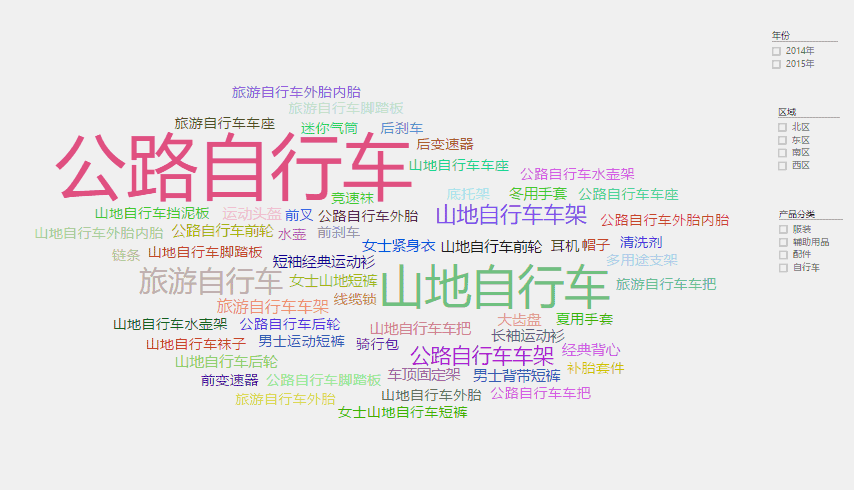 年份
2014年
2015年
旅游自行车外胎内胎
旅游自行车脚踏板
区域
旅游自行车车座
迷你气筒
后刹车
北区
公路自行车
后变速器
东区
南区
山地自行车车座
西区
公路自行车水壶架
竞速袜
底托架
冬用手套
公路自行车车座
山地自行车挡泥板
运动头盔
前叉
公路自行车外胎
山地自行车车架
公路自行车外胎内胎
产品分类
山地自行车外胎内胎
公路自行车前轮
水壶
前刹车
服装
链条
山地自行车脚踏板
女士紧身衣
山地自行车前轮
耳机
帽子
清洗剂
辅助用品
短袖经典运动衫
多用途支架
配件
旅游自行车
女士山地短裤
山地自行车
旅游自行车车把
自行车
旅游自行车车架
线缆锁
山地自行车水壶架
公路自行车后轮
山地自行车车把
大齿盘
夏用手套
山地自行车袜子
男士运动短裤
骑行包
长袖运动衫
山地自行车后轮
公路自行车车架
经典背心
前变速器
公路自行车脚踏板
车顶固定架
男士背带短裤
补胎套件
旅游自行车外胎
山地自行车外胎
公路自行车车把
女士山地自行车短裤